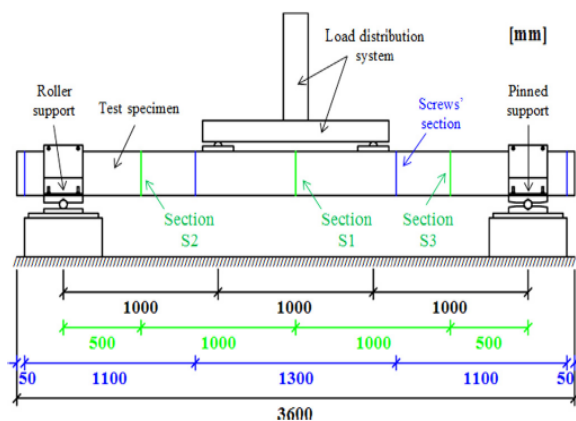 Load distribution
system
[mm]
Roller
support
Test specimen
Screws'
section
Pinned
support
Section
S2
Section
S1
Section
S3
1000
1000
1000
500
1000
1000
500
50
1100
1300
1100
50
3600